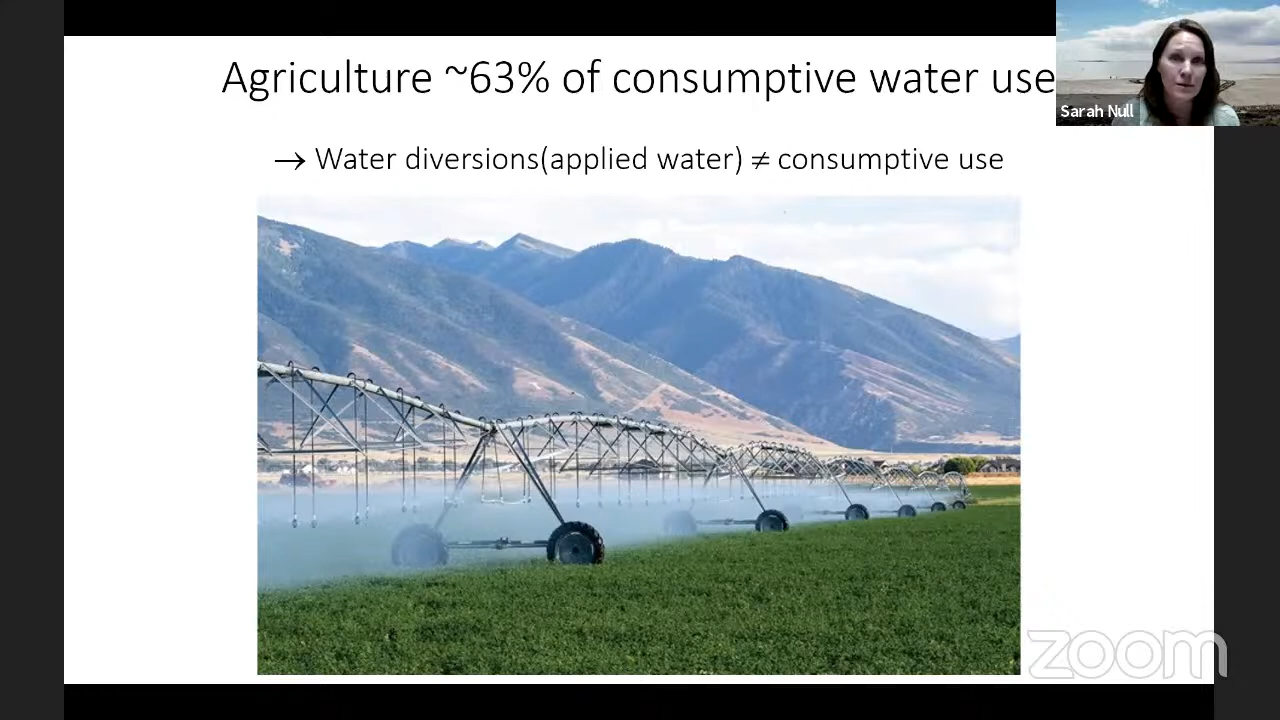 Agriculture ~63% of consumptive water use
Sarah Null
→ Water diversions(applied water) ≠ consumptive use
zoom